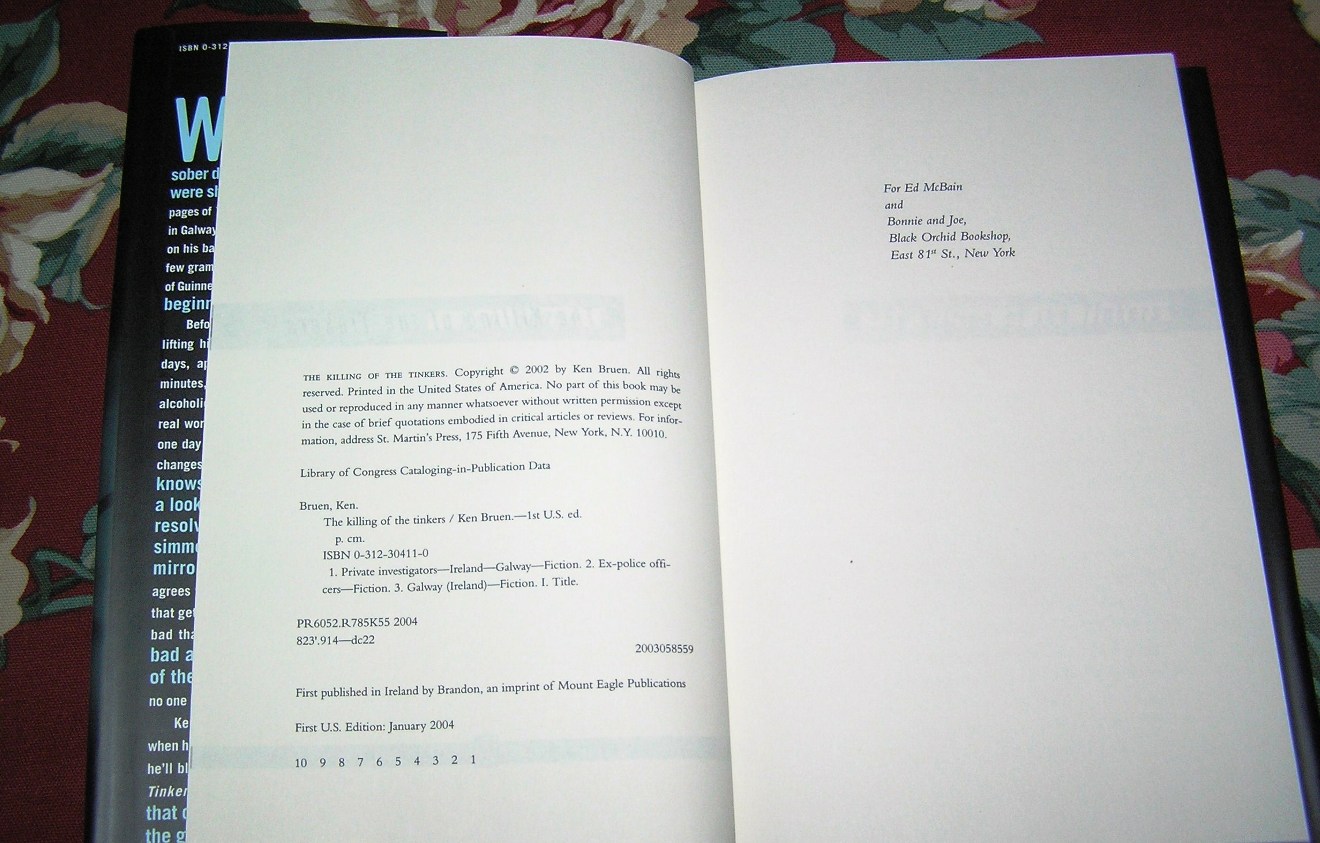 ISBN 0-312
W
sober d
were sl
pages of
in Galway
on his ba
few gram
of Guinne
beginn
Befo
lifting hi
days, ap
minutes,
alcoholi
real wor
one day
changes
knows
a look
resolv
simme
mirro
agrees
that get
bad tha
bad a
of the
no one
Ke
when h
he'll bl
Tinker
that
the g
THE KILLING OF THE TINKERS. Copyright © 2002 by Ken Bruen. All rights
reserved. Printed in the United States of America. No part of this book may be
used or reproduced in any manner whatsoever without written permission except
in the case of brief quotations embodied in critical articles or reviews. For infor-
mation, address St. Martin's Press, 175 Fifth Avenue, New York, N.Y. 10010.
Library of Congress Cataloging-in-Publication Data
Bruen, Ken.
The killing of the tinkers / Ken Bruen.—1st U.S. ed.
p. cm.
ISBN 0-312-30411-0
1. Private investigators—Ireland—Galway—Fiction. 2. Ex-police offi-
cers—Fiction. 3. Galway (Ireland)—Fiction. I. Title.
PR6052.R785K55 2004
823'.914—dc22
2003058559
First published in Ireland by Brandon, an imprint of Mount Eagle Publications
First U.S. Edition: January 2004
10 9 8 7 6 5 4 3 2 1
For Ed McBain
and
Bonnie and Joe,
Black Orchid Bookshop,
East 81st St., New York